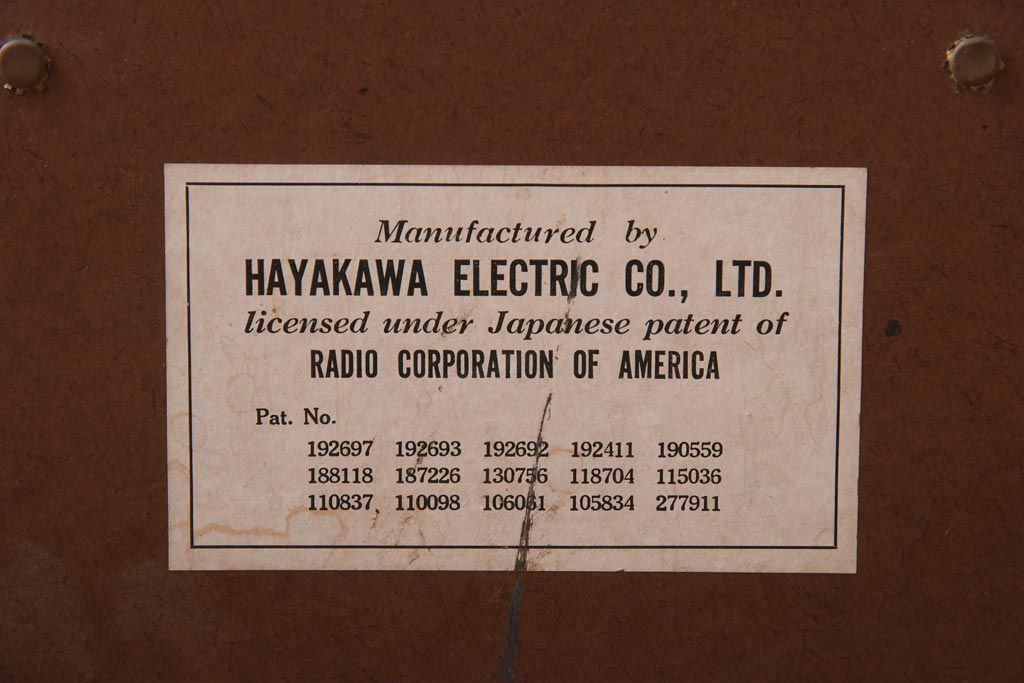 Manufactured by
HAYAKAWA ELECTRIC CO., LTD.
licensed under Japanese patent of
RADIO CORPORATION OF AMERICA
Pat. No.
192697 192693 192692 192411 190559
188118 187226 130756 118704 115036
110837 110098 106081 105834 277911